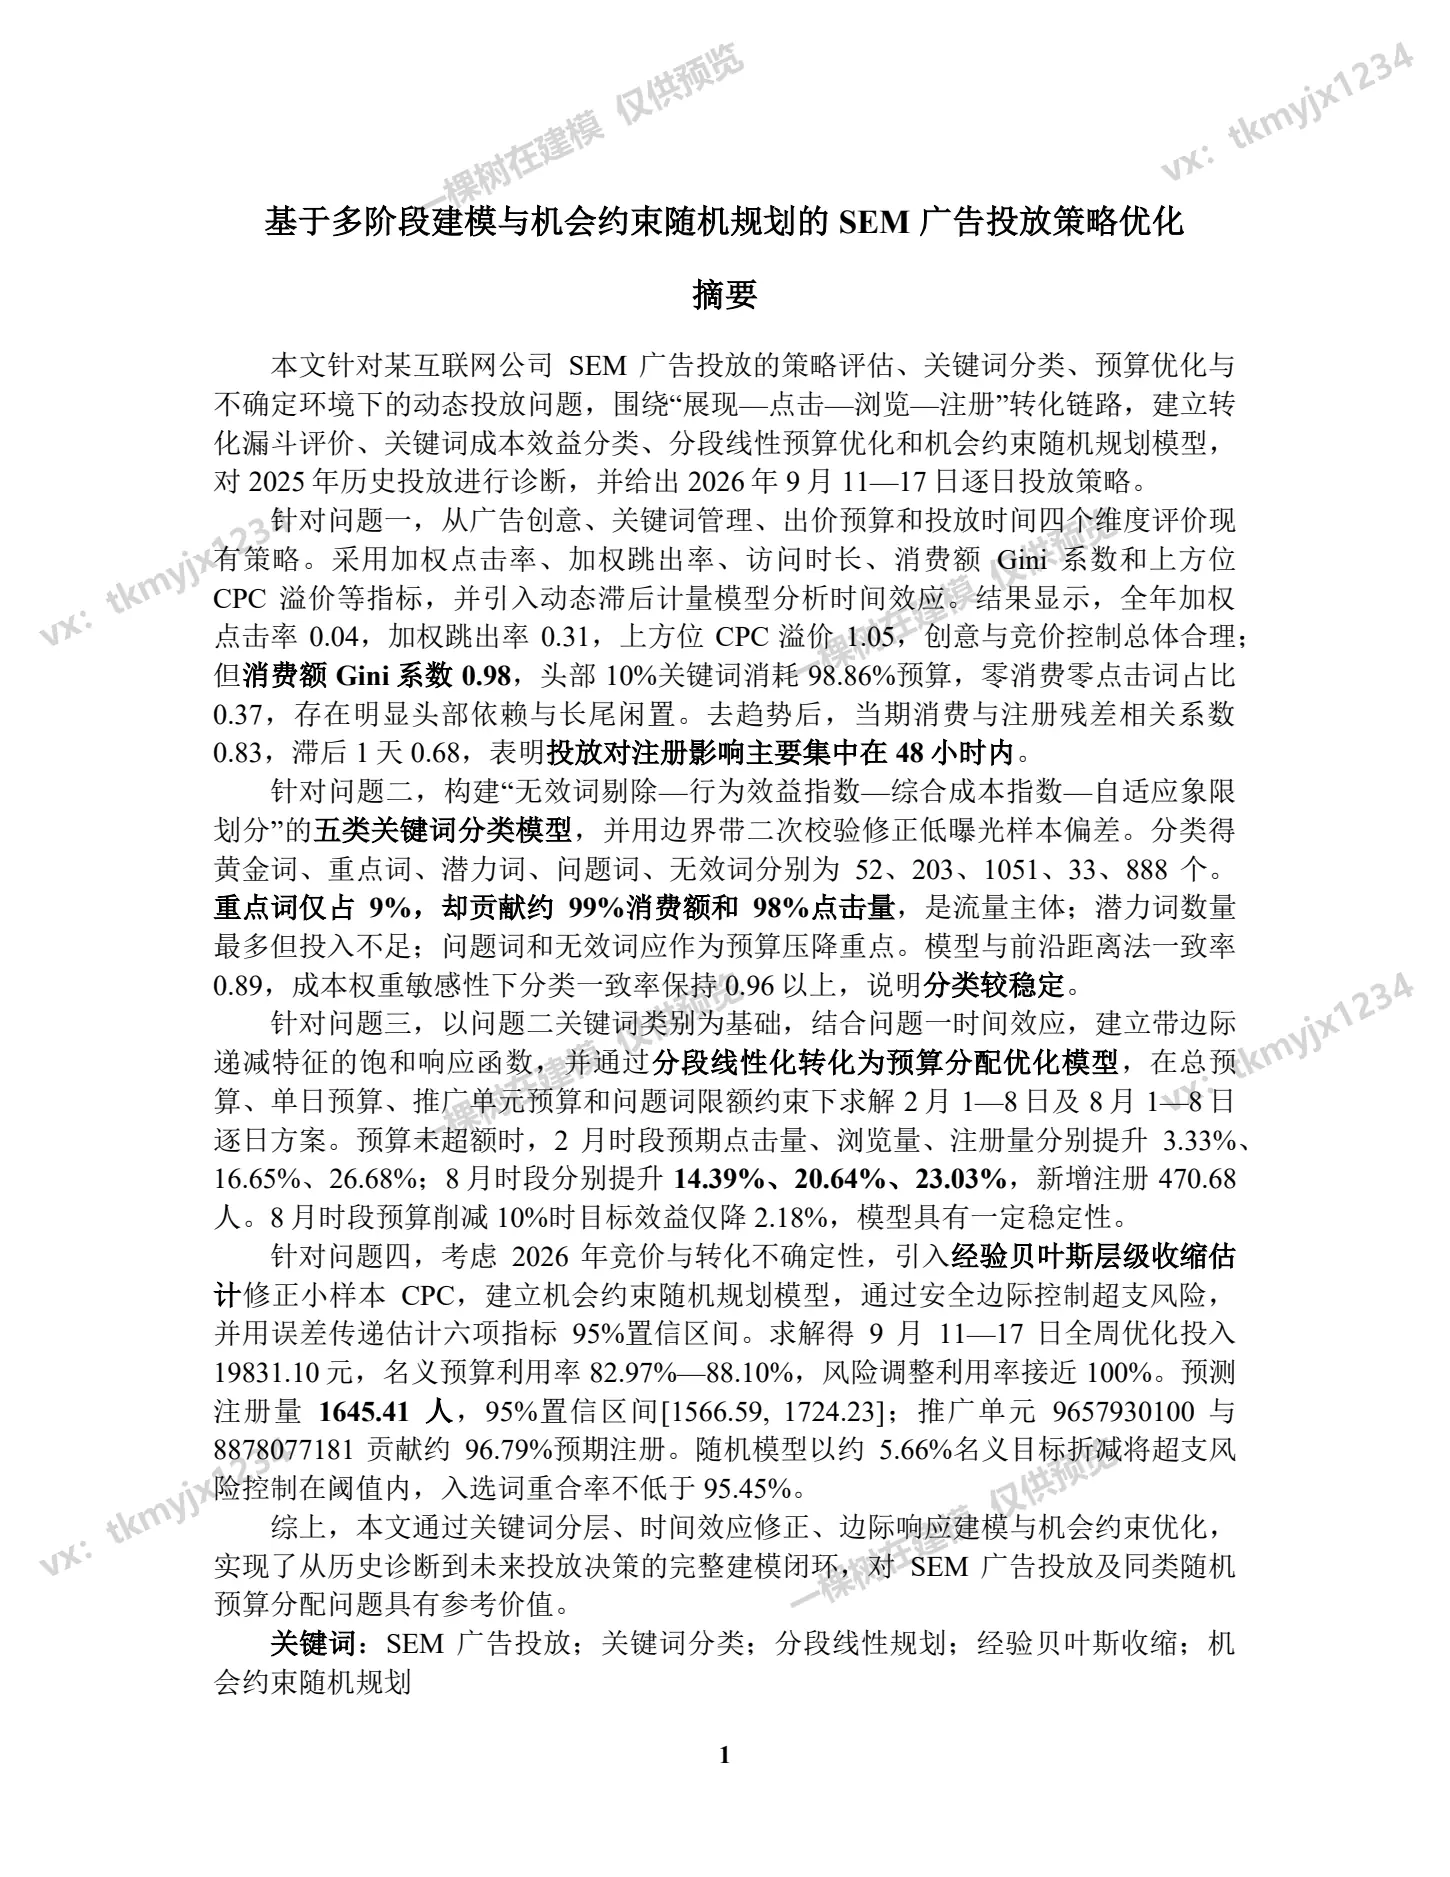 一棵树在建模 仅供预览
vx: tkmyjx1234
基于多阶段建模与机会约束随机规划的 SEM 广告投放策略优化
摘要
本文针对某互联网公司 SEM 广告投放的策略评估、关键词分类、预算优化与
不确定环境下的动态投放问题，围绕“展现—点击—浏览—注册”转化链路，建立转
化漏斗评价、关键词成本效益分类、分段线性预算优化和机会约束随机规划模型，
对 2025 年历史投放进行诊断，并给出 2026 年 9 月 11—17 日逐日投放策略。
针对问题一，从广告创意、关键词管理、出价预算和投放时间四个维度评价现
有策略。采用加权点击率、加权跳出率、访问时长、消费额 Gini 系数和上方位
CPC 溢价等指标，并引入动态滞后计量模型分析时间效应。结果显示，全年加权
点击率 0.04，加权跳出率 0.31，上方位 CPC 溢价 1.05，创意与竞价控制总体合理；
但消费额 Gini 系数 0.98，头部 10%关键词消耗 98.86%预算，零消费零点击词占比
0.37，存在明显头部依赖与长尾闲置。去趋势后，当期消费与注册残差相关系数
0.83，滞后 1 天 0.68，表明投放对注册影响主要集中在 48 小时内。
针对问题二，构建“无效词剔除—行为效益指数—综合成本指数—自适应象限
划分”的五类关键词分类模型，并用边界带二次校验修正低曝光样本偏差。分类得
黄金词、重点词、潜力词、问题词、无效词分别为 52、203、1051、33、888 个。
重点词仅占 9%，却贡献约 99%消费额和 98%点击量，是流量主体；潜力词数量
最多但投入不足；问题词和无效词应作为预算压降重点。模型与前沿距离法一致率
0.89，成本权重敏感性下分类一致率保持 0.96 以上，说明分类较稳定。
针对问题三，以问题二关键词类别为基础，结合问题一时间效应，建立带边际
递减特征的饱和响应函数，并通过分段线性化转化为预算分配优化模型，在总预
算、单日预算、推广单元预算和问题词限额约束下求解 2 月 1—8 日及 8 月 1—8 日
逐日方案。预算未超额时，2 月时段预期点击量、浏览量、注册量分别提升 3.33%、
16.65%、26.68%；8 月时段分别提升 14.39%、20.64%、23.03%，新增注册 470.68
人。8 月时段预算削减 10%时目标效益仅降 2.18%，模型具有一定稳定性。
针对问题四，考虑 2026 年竞价与转化不确定性，引入经验贝叶斯层级收缩估
计修正小样本 CPC，建立机会约束随机规划模型，通过安全边际控制超支风险，
并用误差传递估计六项指标 95%置信区间。求解得 9 月 11—17 日全周优化投入
19831.10 元，名义预算利用率 82.97%—88.10%，风险调整利用率接近 100%。预测
注册量 1645.41 人，95%置信区间[1566.59, 1724.23]；推广单元 9657930100 与
8878077181 贡献约 96.79%预期注册。随机模型以约 5.66%名义目标折减将超支风
险控制在阈值内，入选词重合率不低于 95.45%。
综上，本文通过关键词分层、时间效应修正、边际响应建模与机会约束优化，
实现了从历史诊断到未来投放决策的完整建模闭环，对 SEM 广告投放及同类随机
预算分配问题具有参考价值。
关键词：SEM 广告投放；关键词分类；分段线性规划；经验贝叶斯收缩；机
会约束随机规划
1
vx: tkmyjx1234
一棵树在建模 仅供预览
一棵树在建模 仅供预览
vx: tkmyjx1234
vx: tkmyjx1234
一棵树在建模 仅供预览